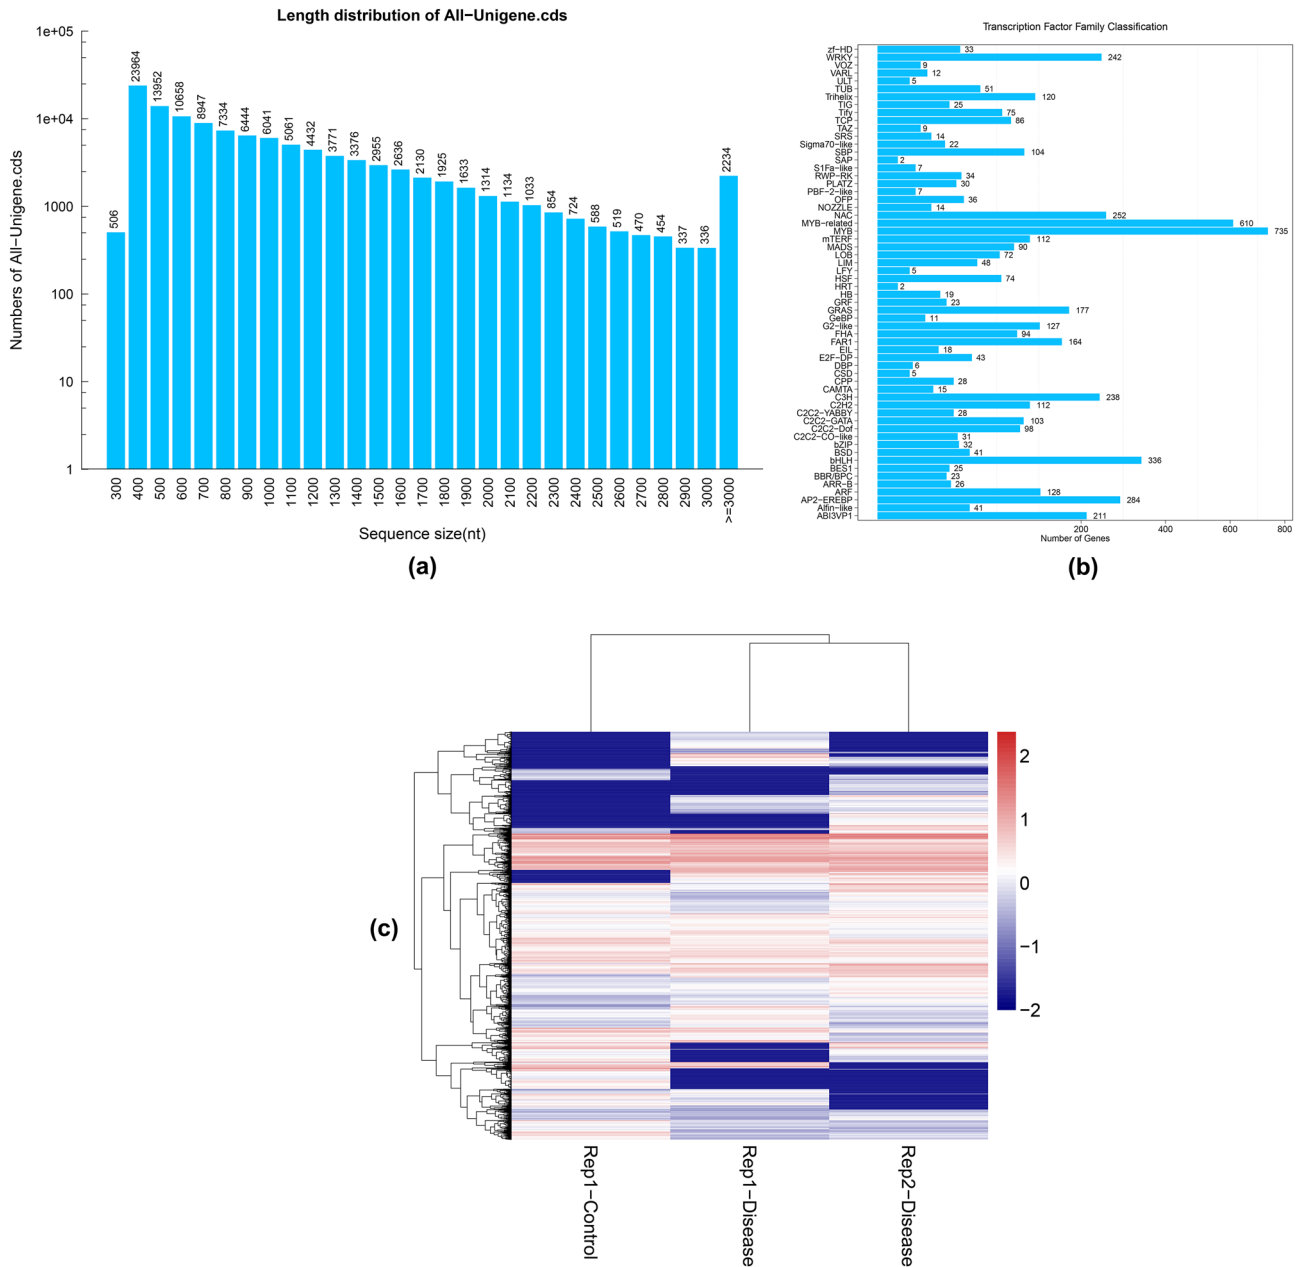 Length distribution of All−Unigene.cds
Numbers of All−Unigene.cds
1e+05
1e+04
1000
100
10
1
506
23964
13952
10658
8947
7334
6444
6041
5061
4432
3771
3376
2955
2636
2130
1925
1633
1314
1134
1033
854
724
588
519
470
454
337
336
2234
300
400
500
600
700
800
900
1000
1100
1200
1300
1400
1500
1600
1700
1800
1900
2000
2100
2200
2300
2400
2500
2600
2700
2800
2900
3000
>=3000
Sequence size(nt)
(a)
Transcription Factor Family Classification
zf−HD 33
WRKY 242
VOZ 9
VARL 12
ULT 5
TUB 51
Trihelix 120
TIG 25
Tify 75
TCP 86
TAZ 9
SRS 14
Sigma70−like 22
SBP 104
SAP 2
S1Fa−like 7
RWP−RK 34
PLATZ 30
PBF−2−like 7
OFP 36
NOZZLE 14
NAC 252
MYB−related 610
MYB 735
mTERF 112
MADS 90
LOB 72
LIM 48
LFY 5
HSF 74
HRT 2
HB 19
GRF 23
GRAS 177
GeBP 11
G2−like 127
FHA 94
FAR1 164
EIL 18
E2F−DP 43
DBP 6
CSD 5
CPP 28
CAMTA 15
C3H 238
C2H2 112
C2C2−YABBY 28
C2C2−GATA 103
C2C2−Dof 98
C2C2−CO−like 31
bZIP 32
BSD 41
bHLH 336
BES1 25
BBR/BPC 23
ARR−B 26
ARF 128
AP2−EREBP 284
Alfin−like 41
ABI3VP1 211
200 400 600 800
Number of Genes
(b)
2
1
0
−1
−2
(c)
Rep1−Control
Rep1−Disease
Rep2−Disease